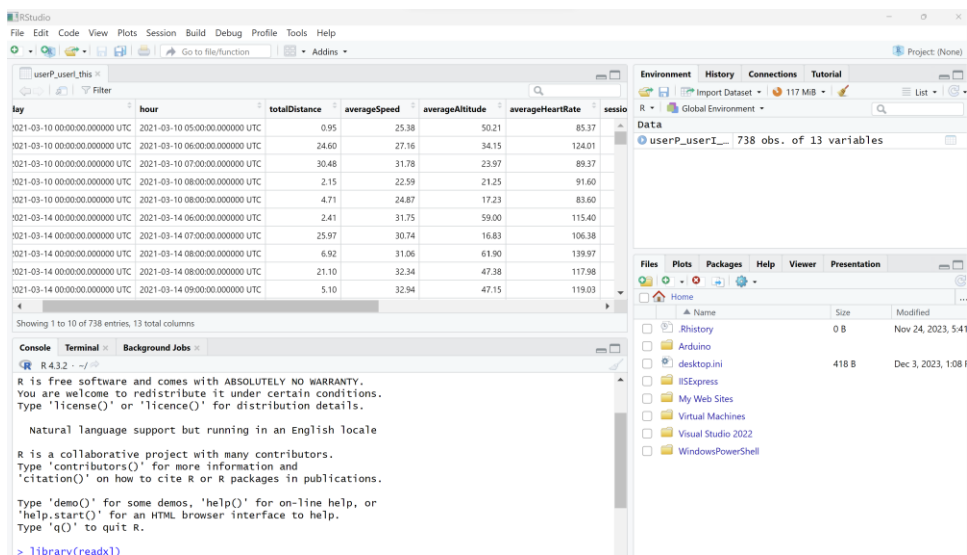 RStudio
File Edit Code View Plots Session Build Debug Profile Tools Help
Go to file/function Addins Project: (None)
userP_userI_this
Filter
lay hour totalDistance averageSpeed averageAltitude averageHeartRate sessio
2021-03-10 00:00:00.000000 UTC 2021-03-10 05:00:00.000000 UTC 0.95 25.38 50.21 85.37
2021-03-10 00:00:00.000000 UTC 2021-03-10 06:00:00.000000 UTC 24.60 27.16 34.15 124.01
2021-03-10 00:00:00.000000 UTC 2021-03-10 07:00:00.000000 UTC 30.48 31.78 23.97 89.37
2021-03-10 00:00:00.000000 UTC 2021-03-10 08:00:00.000000 UTC 2.15 22.59 21.25 91.60
2021-03-10 00:00:00.000000 UTC 2021-03-10 08:00:00.000000 UTC 4.71 24.87 17.23 83.60
2021-03-14 00:00:00.000000 UTC 2021-03-14 06:00:00.000000 UTC 2.41 31.75 59.00 115.40
2021-03-14 00:00:00.000000 UTC 2021-03-14 07:00:00.000000 UTC 25.97 30.74 16.83 106.38
2021-03-14 00:00:00.000000 UTC 2021-03-14 08:00:00.000000 UTC 6.92 31.06 61.90 139.97
2021-03-14 00:00:00.000000 UTC 2021-03-14 08:00:00.000000 UTC 21.10 32.34 47.38 117.98
2021-03-14 00:00:00.000000 UTC 2021-03-14 09:00:00.000000 UTC 5.10 32.94 47.15 119.03
Showing 1 to 10 of 738 entries, 13 total columns
Console Terminal Background Jobs
R 4.3.2 · ~/
R is free software and comes with ABSOLUTELY NO WARRANTY.
You are welcome to redistribute it under certain conditions.
Type 'license()' or 'licence()' for distribution details.
Natural language support but running in an English locale
R is a collaborative project with many contributors.
Type 'contributors()' for more information and
'citation()' on how to cite R or R packages in publications.
Type 'demo()' for some demos, 'help()' for on-line help, or
'help.start()' for an HTML browser interface to help.
Type 'q()' to quit R.
> library(readxl)
Environment History Connections Tutorial
Import Dataset 117 MiB List
R Global Environment
Data
userP_userI_… 738 obs. of 13 variables
Files Plots Packages Help Viewer Presentation
Home ...
Name Size Modified
.Rhistory 0 B Nov 24, 2023, 5:41
Arduino
desktop.ini 418 B Dec 3, 2023, 1:08 P
IISExpress
My Web Sites
Virtual Machines
Visual Studio 2022
WindowsPowerShell